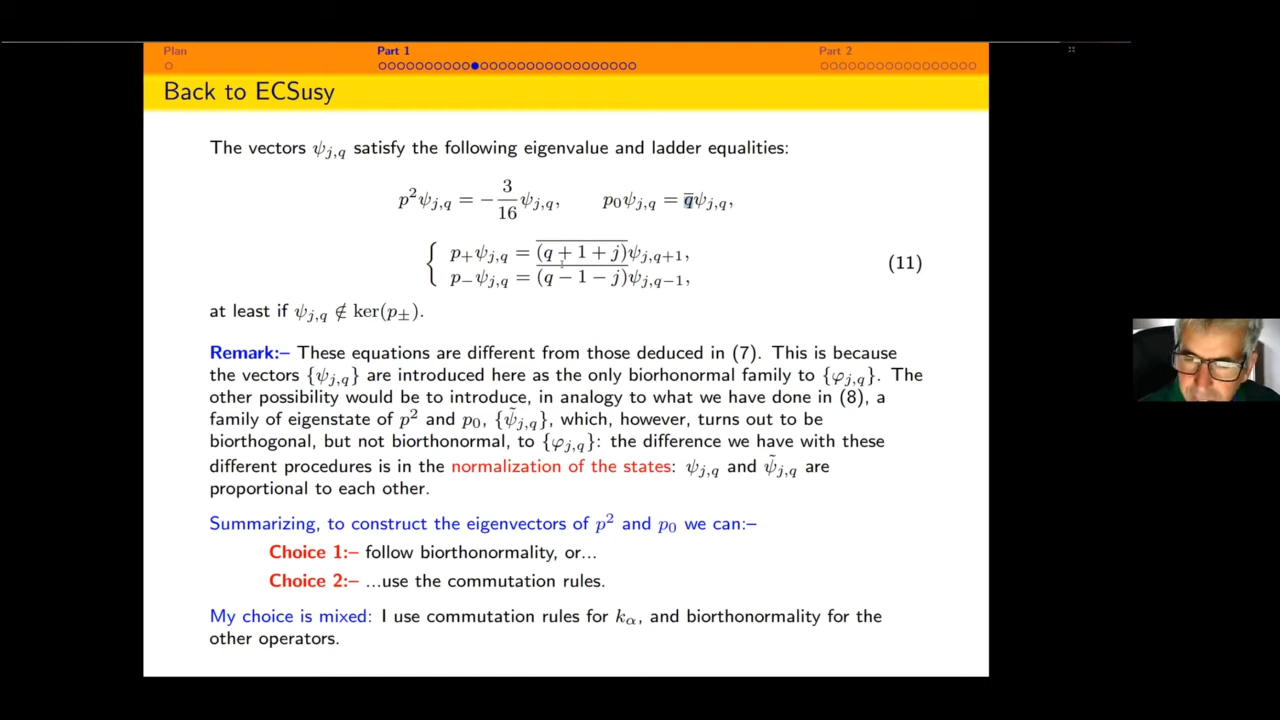 Plan
Part 1
Part 2
Back to ECSusy
The vectors ψ_{j,q} satisfy the following eigenvalue and ladder equalities:
p²ψ_{j,q} = −3/16 ψ_{j,q}, p₀ψ_{j,q} = q̅ψ_{j,q},
{ p₊ψ_{j,q} = \overline{(q + 1 + j)}ψ_{j,q+1},
p₋ψ_{j,q} = \overline{(q − 1 − j)}ψ_{j,q−1}, (11)
at least if ψ_{j,q} ∉ ker(p_±).
Remark:– These equations are different from those deduced in (7). This is because
the vectors {ψ_{j,q}} are introduced here as the only biorhonormal family to {φ_{j,q}}. The
other possibility would be to introduce, in analogy to what we have done in (8), a
family of eigenstate of p² and p₀, {ψ̃_{j,q}}, which, however, turns out to be
biorthogonal, but not biorthonormal, to {φ_{j,q}}: the difference we have with these
different procedures is in the normalization of the states: ψ_{j,q} and ψ̃_{j,q} are
proportional to each other.
Summarizing, to construct the eigenvectors of p² and p₀ we can:–
Choice 1:– follow biorthonormality, or...
Choice 2:– ...use the commutation rules.
My choice is mixed: I use commutation rules for k_α, and biorthonormality for the
other operators.